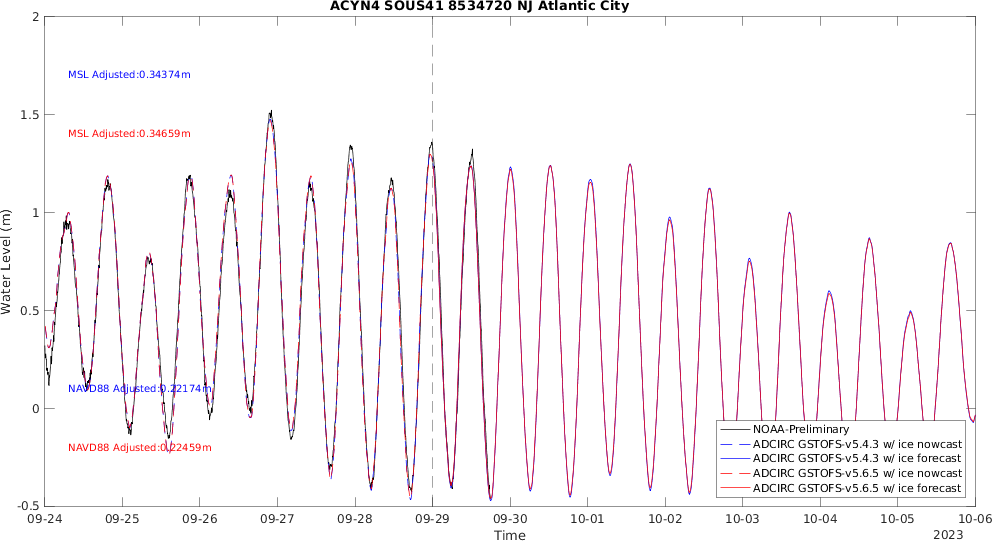 ACYN4 SOUS41 8534720 NJ Atlantic City
2
1.5
1
0.5
0
-0.5
Water Level (m)
MSL Adjusted:0.34374m
MSL Adjusted:0.34659m
NAVD88 Adjusted:0.22174m
NAVD88 Adjusted:0.22459m
NOAA-Preliminary
ADCIRC GSTOFS-v5.4.3 w/ ice nowcast
ADCIRC GSTOFS-v5.4.3 w/ ice forecast
ADCIRC GSTOFS-v5.6.5 w/ ice nowcast
ADCIRC GSTOFS-v5.6.5 w/ ice forecast
09-24 09-25 09-26 09-27 09-28 09-29 09-30 10-01 10-02 10-03 10-04 10-05 10-06
Time
2023